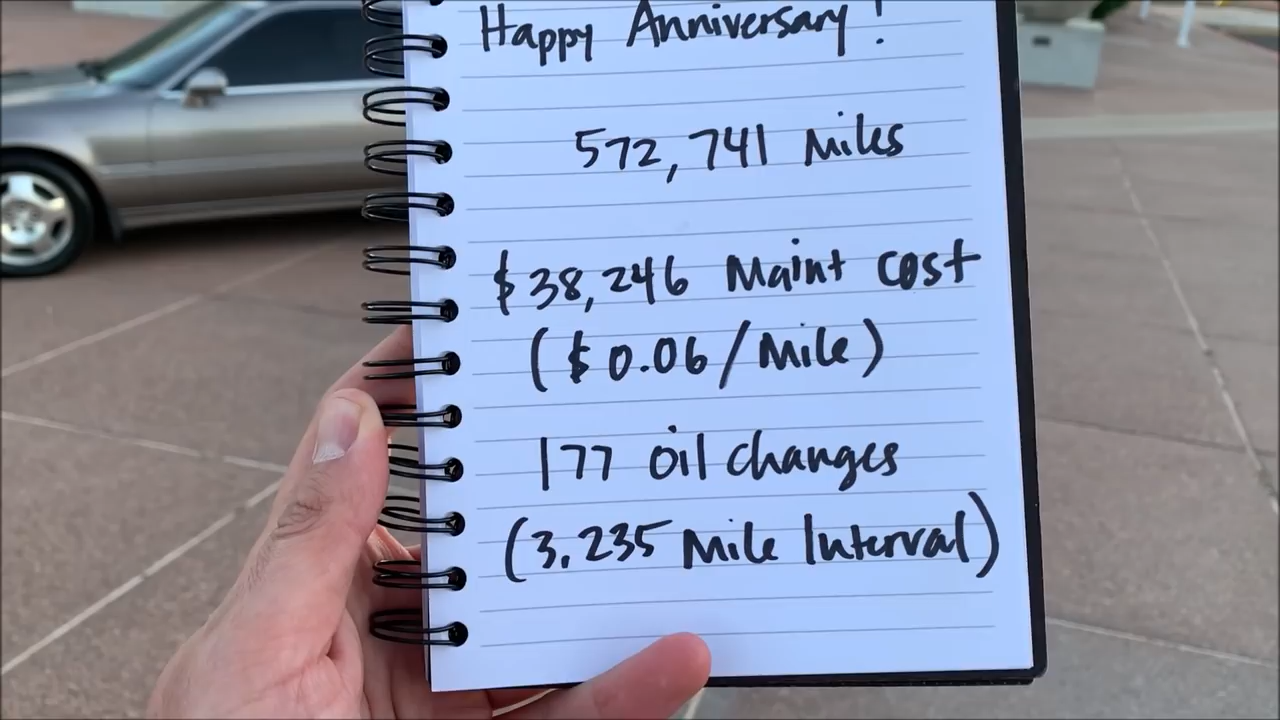 Happy Anniversary!
572,741 Miles
$38,246 Maint cost
($0.06/Mile)
177 oil changes
(3,235 Mile Interval)